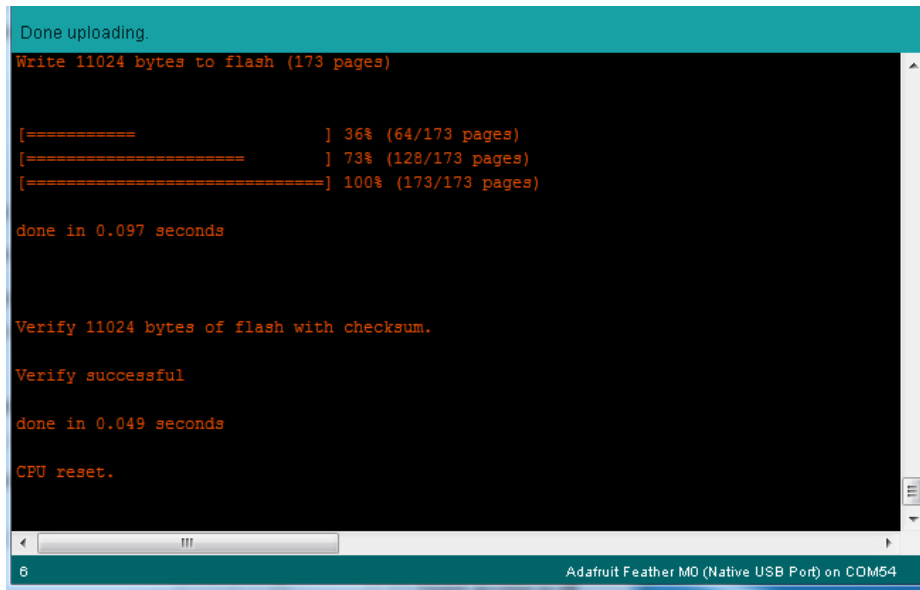 Done uploading.
Write 11024 bytes to flash (173 pages)
[===========                   ] 36% (64/173 pages)
[======================        ] 73% (128/173 pages)
[==============================] 100% (173/173 pages)
done in 0.097 seconds
Verify 11024 bytes of flash with checksum.
Verify successful
done in 0.049 seconds
CPU reset.
6 Adafruit Feather M0 (Native USB Port) on COM54